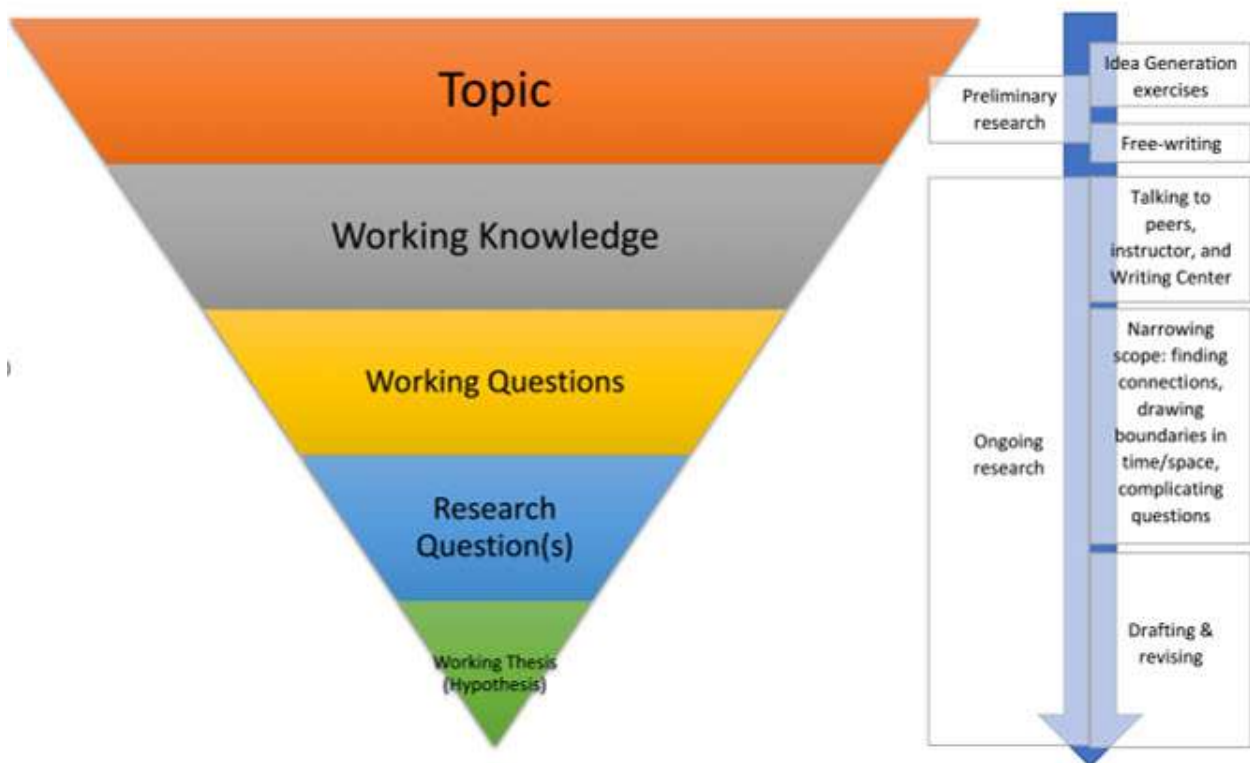 Topic
Working Knowledge
Working Questions
Research
Question(s)
Working Thesis
(Hypothesis)
Preliminary
research
Ongoing
research
Idea Generation
exercises
Free-writing
Talking to
peers,
instructor, and
Writing Center
Narrowing
scope: finding
connections,
drawing
boundaries in
time/space,
complicating
questions
Drafting &
revising